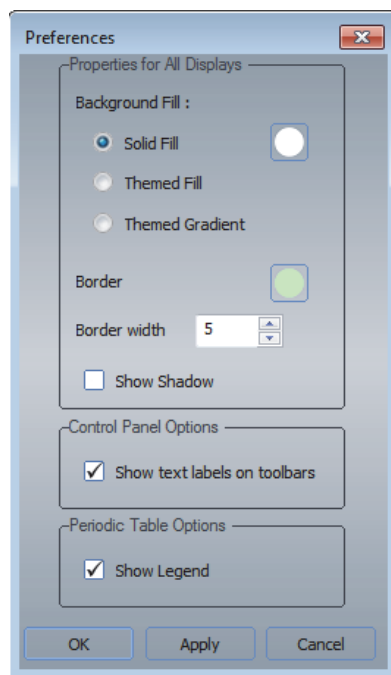 Preferences
Properties for All Displays
Background Fill :
Solid Fill
Themed Fill
Themed Gradient
Border
Border width 5
Show Shadow
Control Panel Options
Show text labels on toolbars
Periodic Table Options
Show Legend
OK Apply Cancel